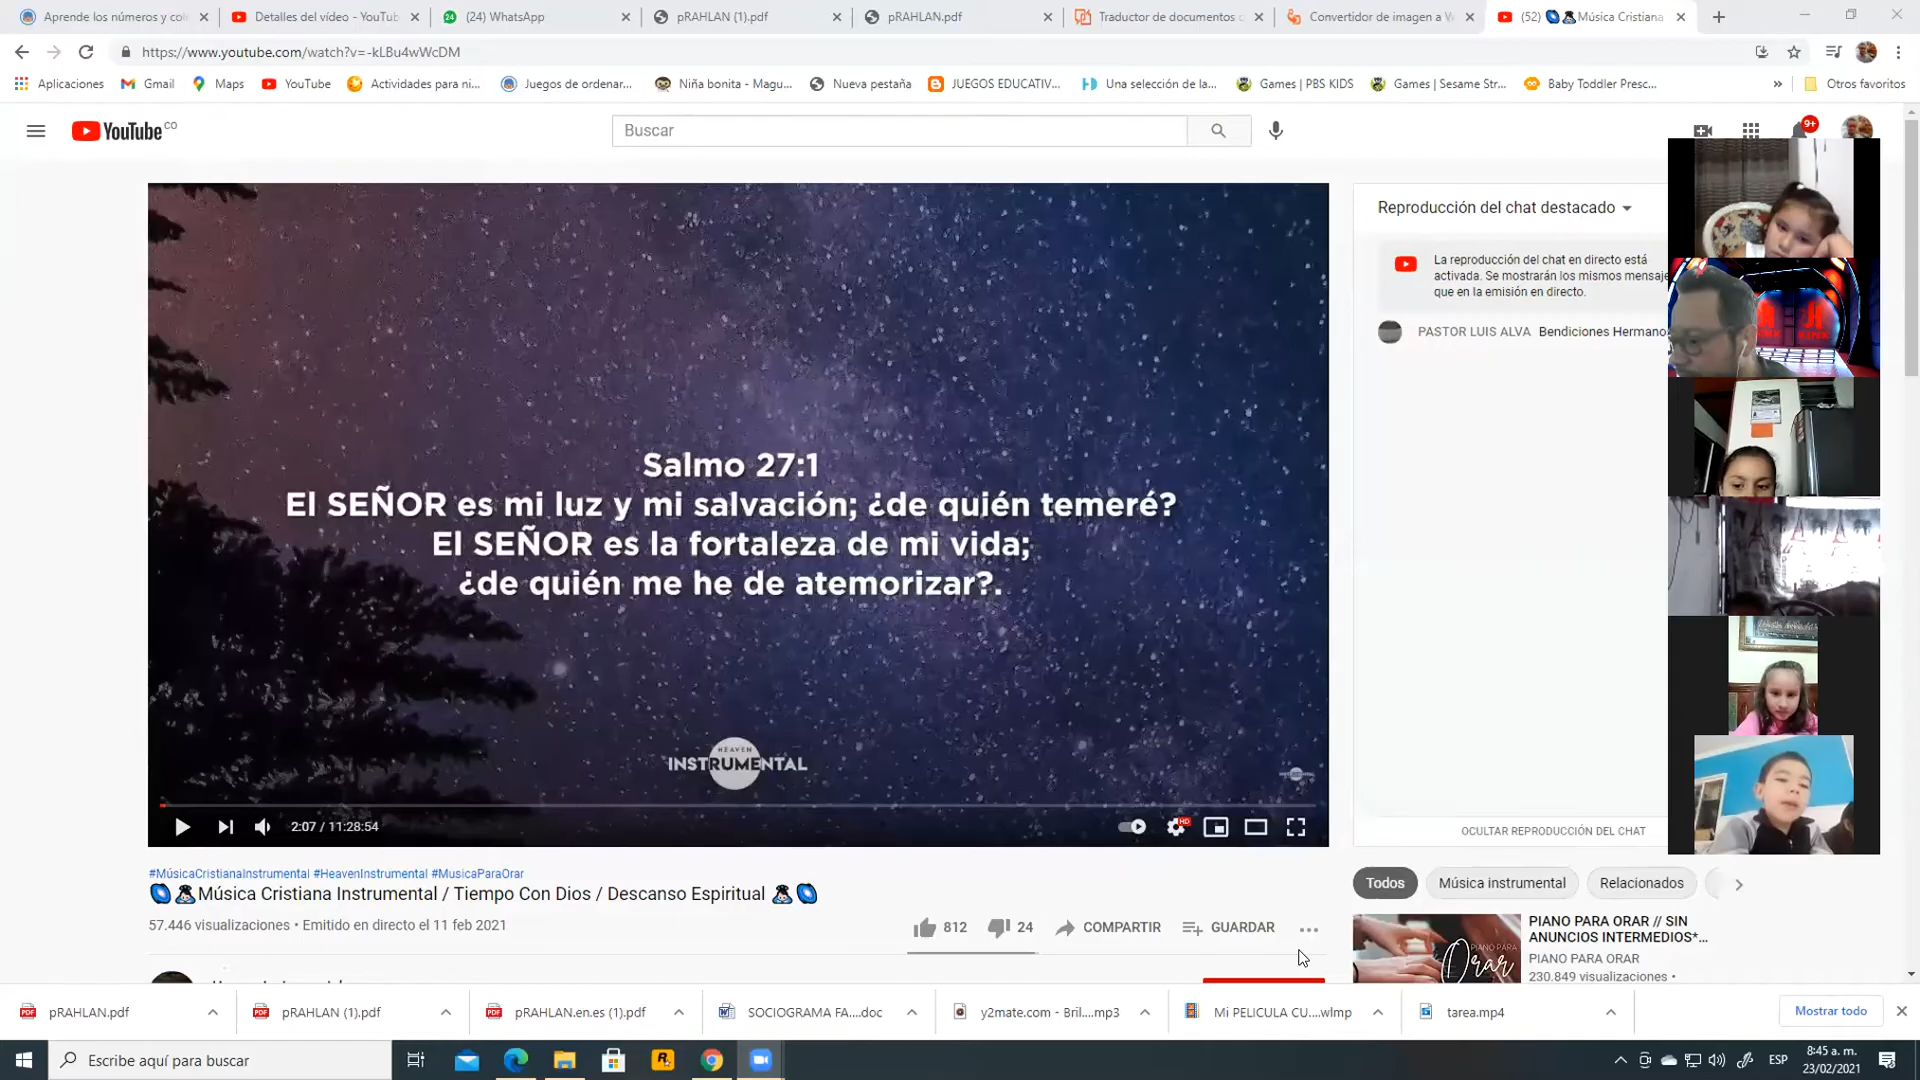 Aprende los números y col
Detalles del vídeo - YouTub
(24) WhatsApp
pRAHLAN (1).pdf
pRAHLAN.pdf
Traductor de documentos
Convertidor de imagen a W
(52) Música Cristiana
https://www.youtube.com/watch?v=-kLBu4wWcDM
Aplicaciones
Gmail
Maps
YouTube
Actividades para ni...
Juegos de ordenar...
Niña bonita - Magu...
Nueva pestaña
JUEGOS EDUCATIV...
Una selección de la...
Games | PBS KIDS
Games | Sesame Str...
Baby Toddler Presc...
»
Otros favoritos
YouTube CO
Buscar
9+
Salmo 27:1
El SEÑOR es mi luz y mi salvación; ¿de quién temeré?
El SEÑOR es la fortaleza de mi vida;
¿de quién me he de atemorizar?.
HEAVEN
INSTRUMENTAL
2:07 / 11:28:54
HD
Reproducción del chat destacado
La reproducción del chat en directo está
activada. Se mostrarán los mismos mensaje
que en la emisión en directo.
PASTOR LUIS ALVA Bendiciones Hermano
OCULTAR REPRODUCCIÓN DEL CHAT
#MúsicaCristianaInstrumental #HeavenInstrumental #MusicaParaOrar
Música Cristiana Instrumental / Tiempo Con Dios / Descanso Espiritual
57.446 visualizaciones • Emitido en directo el 11 feb 2021
812
24
COMPARTIR
GUARDAR
Todos
Música instrumental
Relacionados
PIANO PARA
Orar
PIANO PARA ORAR // SIN
ANUNCIOS INTERMEDIOS*...
PIANO PARA ORAR
230.849 visualizaciones •
pRAHLAN.pdf
pRAHLAN (1).pdf
pRAHLAN.en.es (1).pdf
SOCIOGRAMA FA....doc
y2mate.com - Bril....mp3
Mi PELICULA CU....wlmp
tarea.mp4
Mostrar todo
Escribe aquí para buscar
ESP
8:45 a. m.
23/02/2021